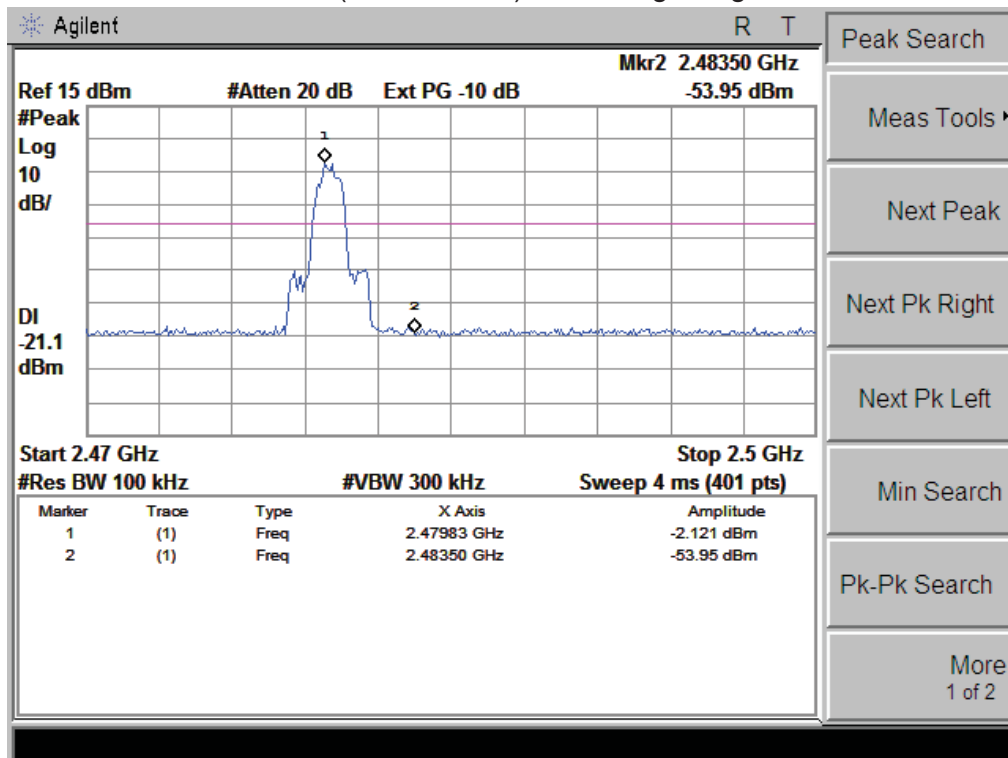 Agilent R T
Mkr2 2.48350 GHz
Ref 15 dBm #Atten 20 dB Ext PG -10 dB -53.95 dBm
#Peak
Log
10
dB/
1
2
DI
-21.1
dBm
Start 2.47 GHz Stop 2.5 GHz
#Res BW 100 kHz #VBW 300 kHz Sweep 4 ms (401 pts)
Marker Trace Type X Axis Amplitude
1 (1) Freq 2.47983 GHz -2.121 dBm
2 (1) Freq 2.48350 GHz -53.95 dBm
Peak Search
Meas Tools
Next Peak
Next Pk Right
Next Pk Left
Min Search
Pk-Pk Search
More
1 of 2